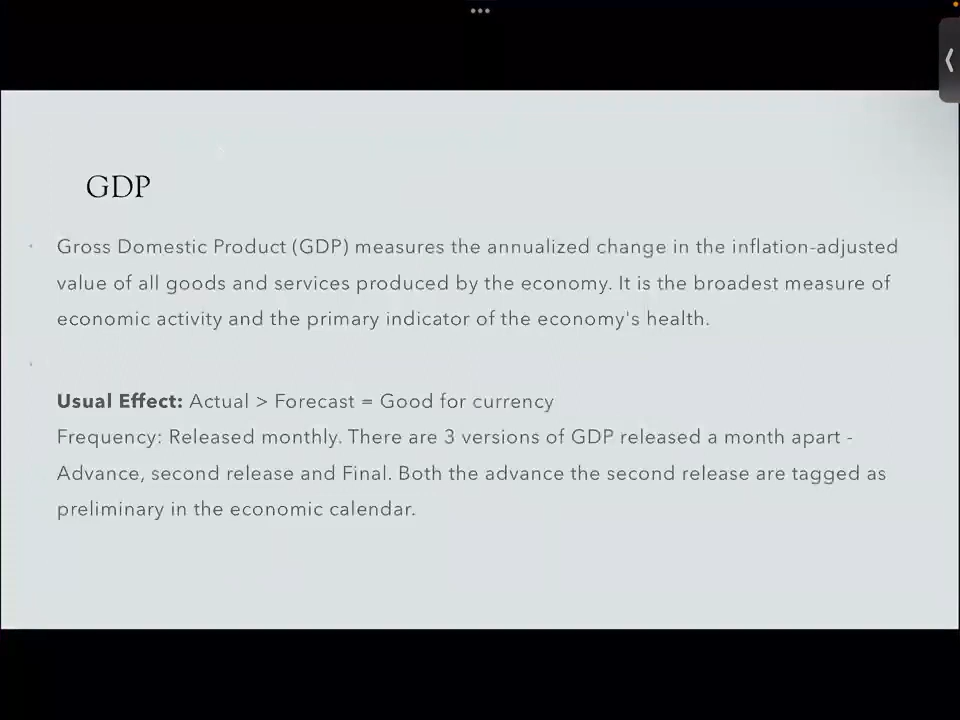 GDP
Gross Domestic Product (GDP) measures the annualized change in the inflation-adjusted
value of all goods and services produced by the economy. It is the broadest measure of
economic activity and the primary indicator of the economy's health.
Usual Effect: Actual > Forecast = Good for currency
Frequency: Released monthly. There are 3 versions of GDP released a month apart -
Advance, second release and Final. Both the advance the second release are tagged as
preliminary in the economic calendar.